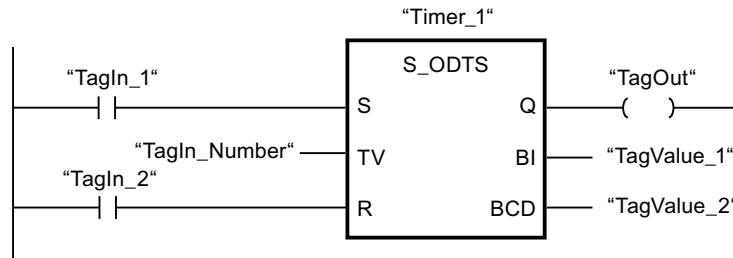 “Timer_1“
S_ODTS
“TagIn_1“
“TagOut“
S
Q
“TagIn_Number“
TV
BI
“TagValue_1“
“TagIn_2“
R
BCD
“TagValue_2“